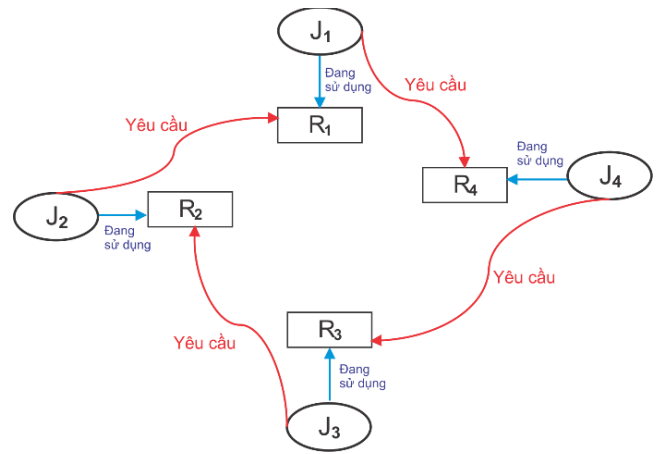 J₁
Đang
sử dụng
Yêu cầu
Yêu cầu
R₁
Đang
sử dụng
R₄
J₄
J₂
R₂
Đang
sử dụng
Yêu cầu
R₃
Yêu cầu
Đang
sử dụng
J₃